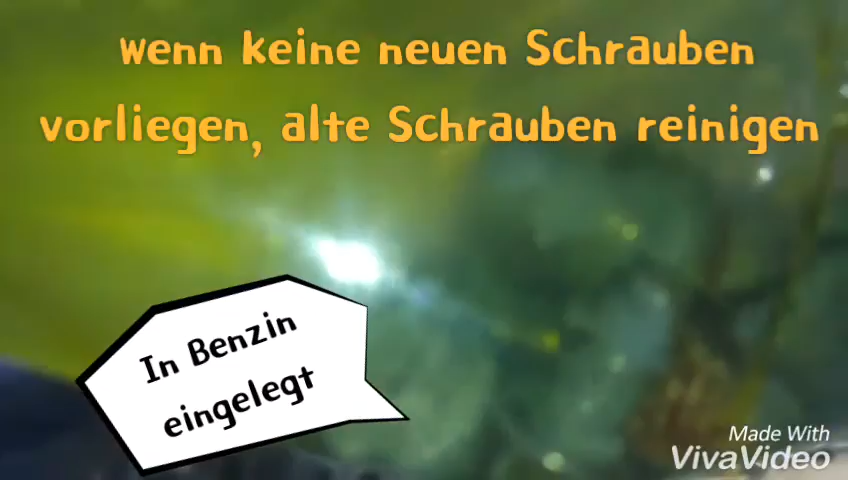 wenn keine neuen Schrauben
vorliegen, alte Schrauben reinigen
In Benzin
eingelegt
Made With
VivaVideo